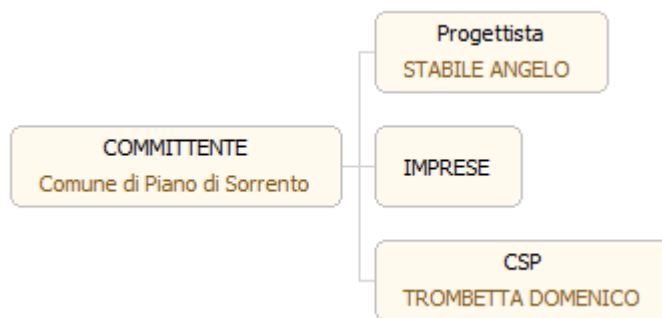 Progettista
STABILE ANGELO
COMMITTENTE
Comune di Piano di Sorrento
IMPRESE
CSP
TROMBETTA DOMENICO